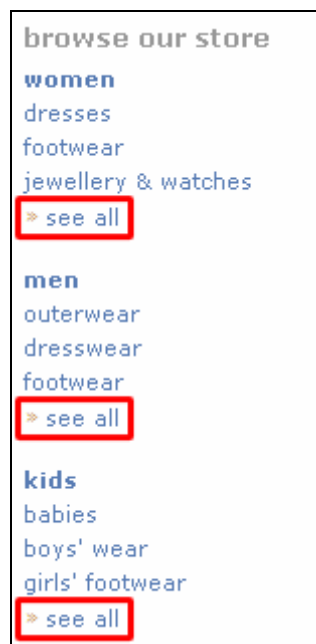 browse our store
women
dresses
footwear
jewellery & watches
» see all
men
outerwear
dresswear
footwear
» see all
kids
babies
boys' wear
girls' footwear
» see all